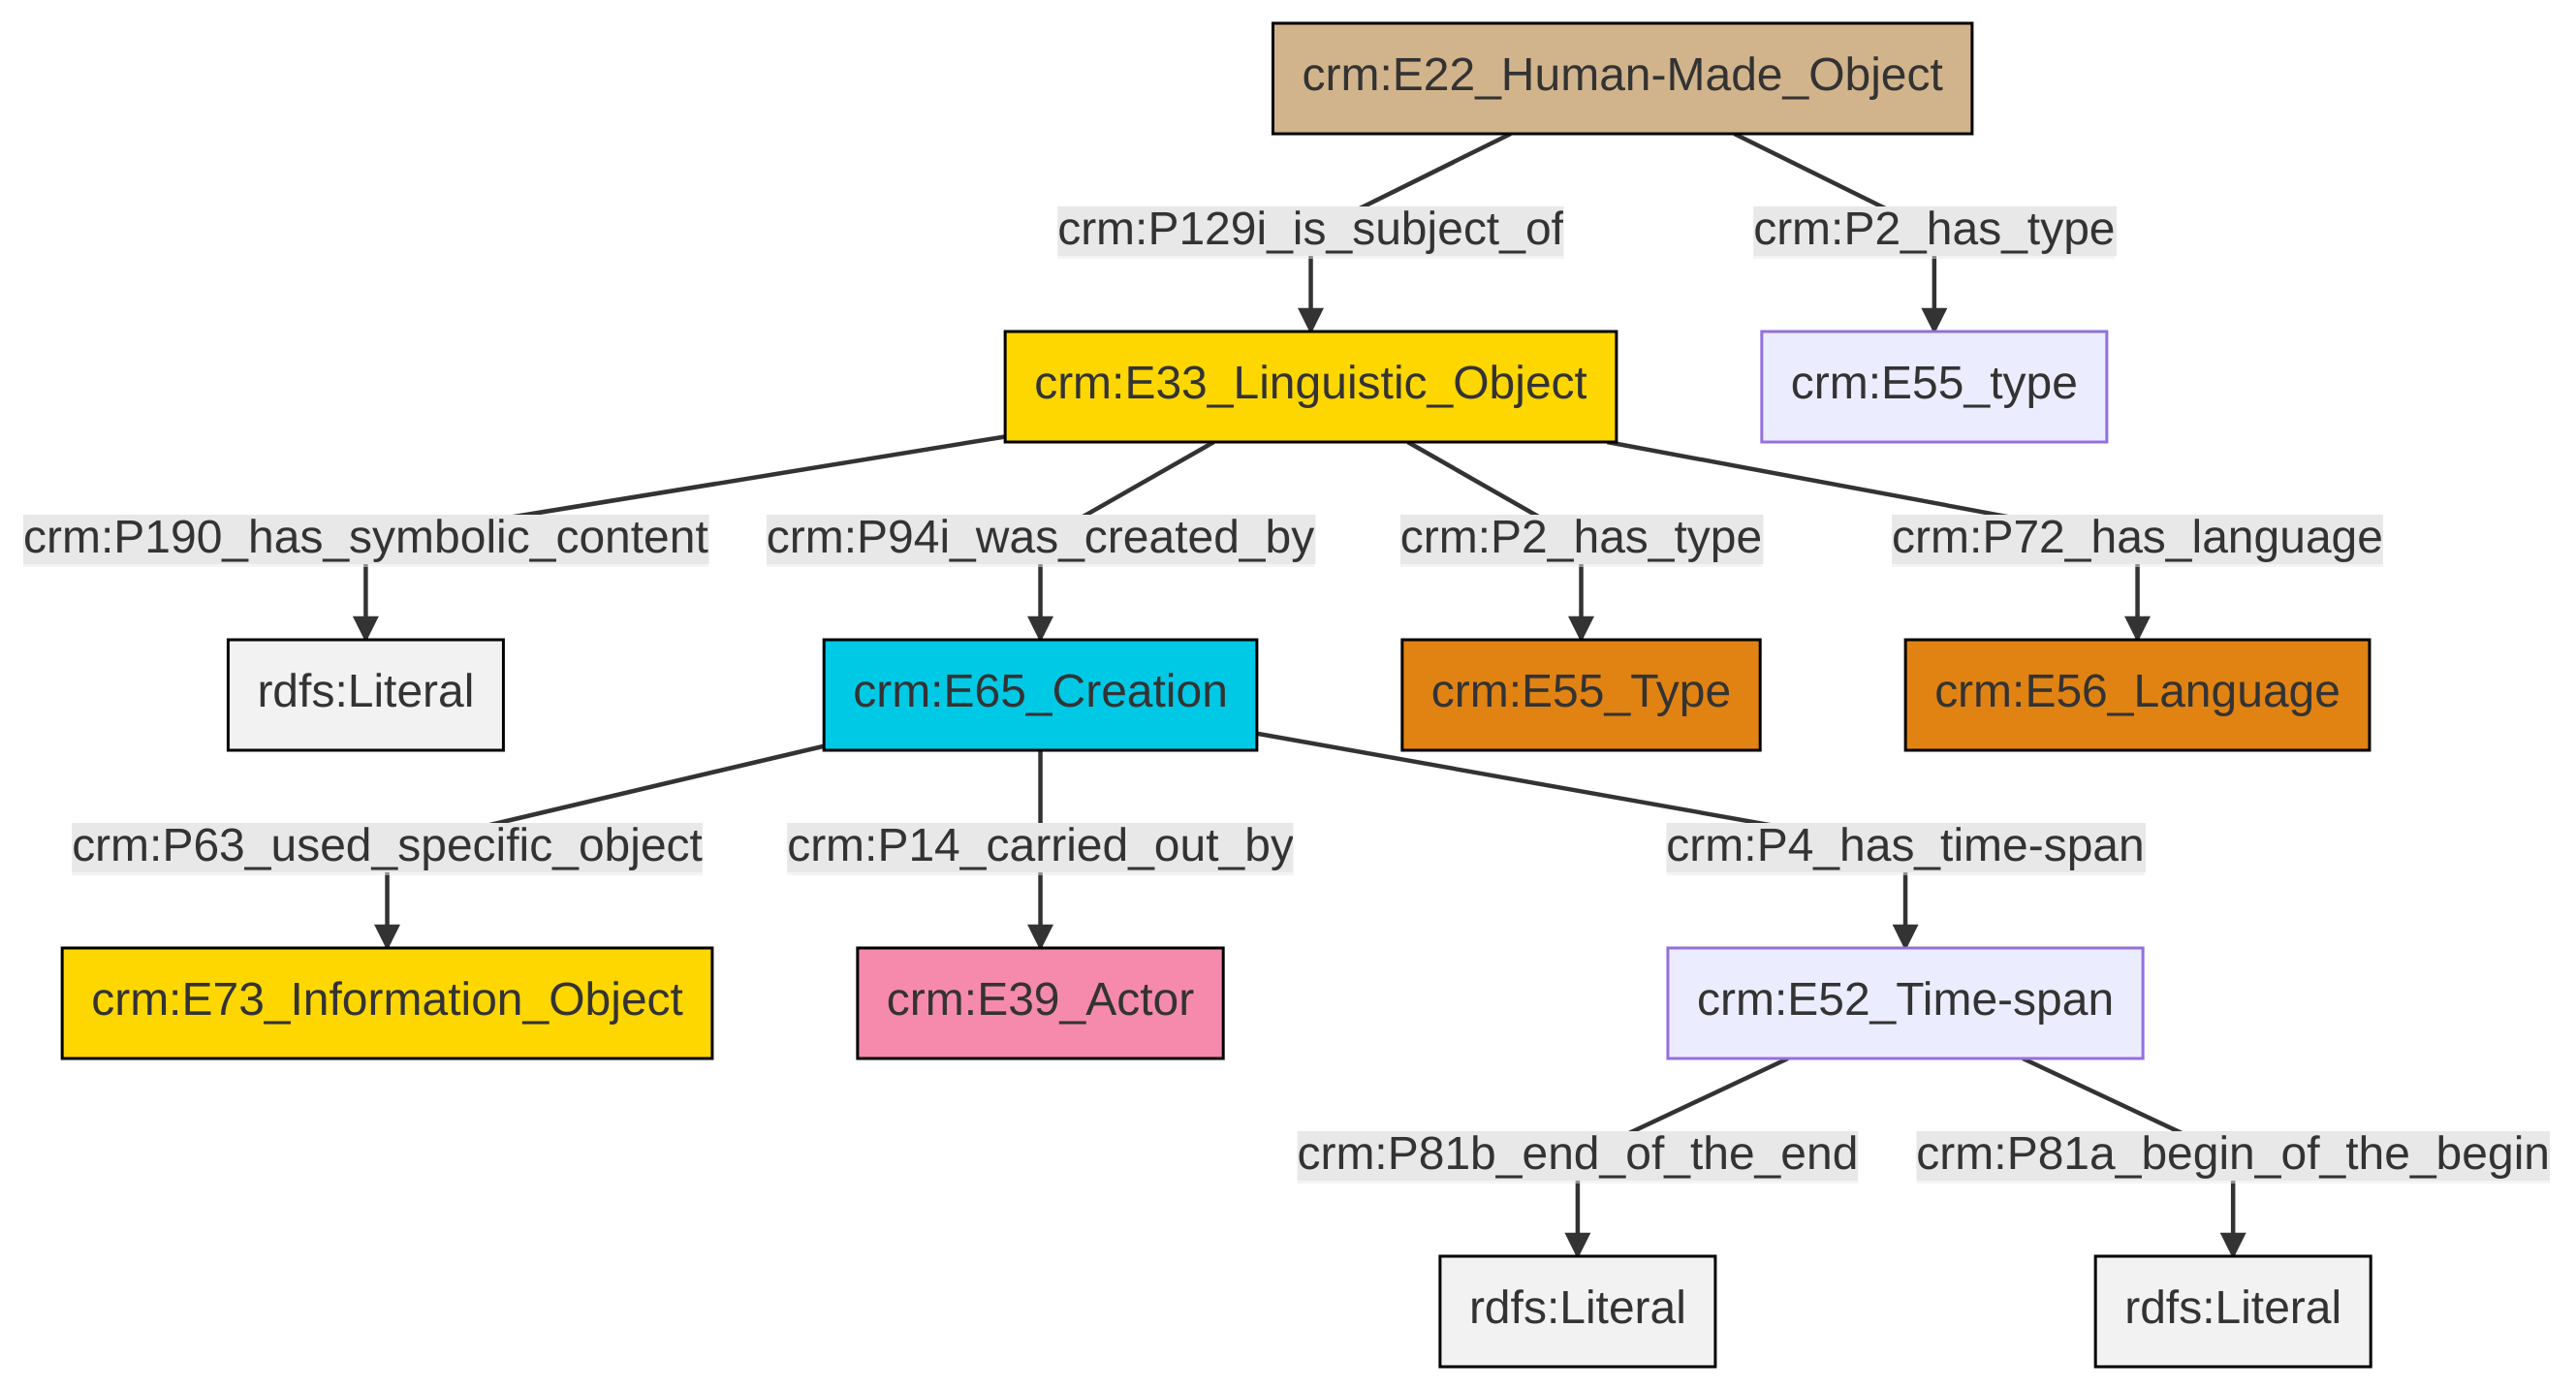 crm:E22_Human-Made_Object
crm:P129i_is_subject_of
crm:P2_has_type
crm:E33_Linguistic_Object
crm:E55_type
crm:P190_has_symbolic_content
crm:P94i_was_created_by
crm:P2_has_type
crm:P72_has_language
rdfs:Literal
crm:E65_Creation
crm:E55_Type
crm:E56_Language
crm:P63_used_specific_object
crm:P14_carried_out_by
crm:P4_has_time-span
crm:E73_Information_Object
crm:E39_Actor
crm:E52_Time-span
crm:P81b_end_of_the_end
crm:P81a_begin_of_the_begin
rdfs:Literal
rdfs:Literal